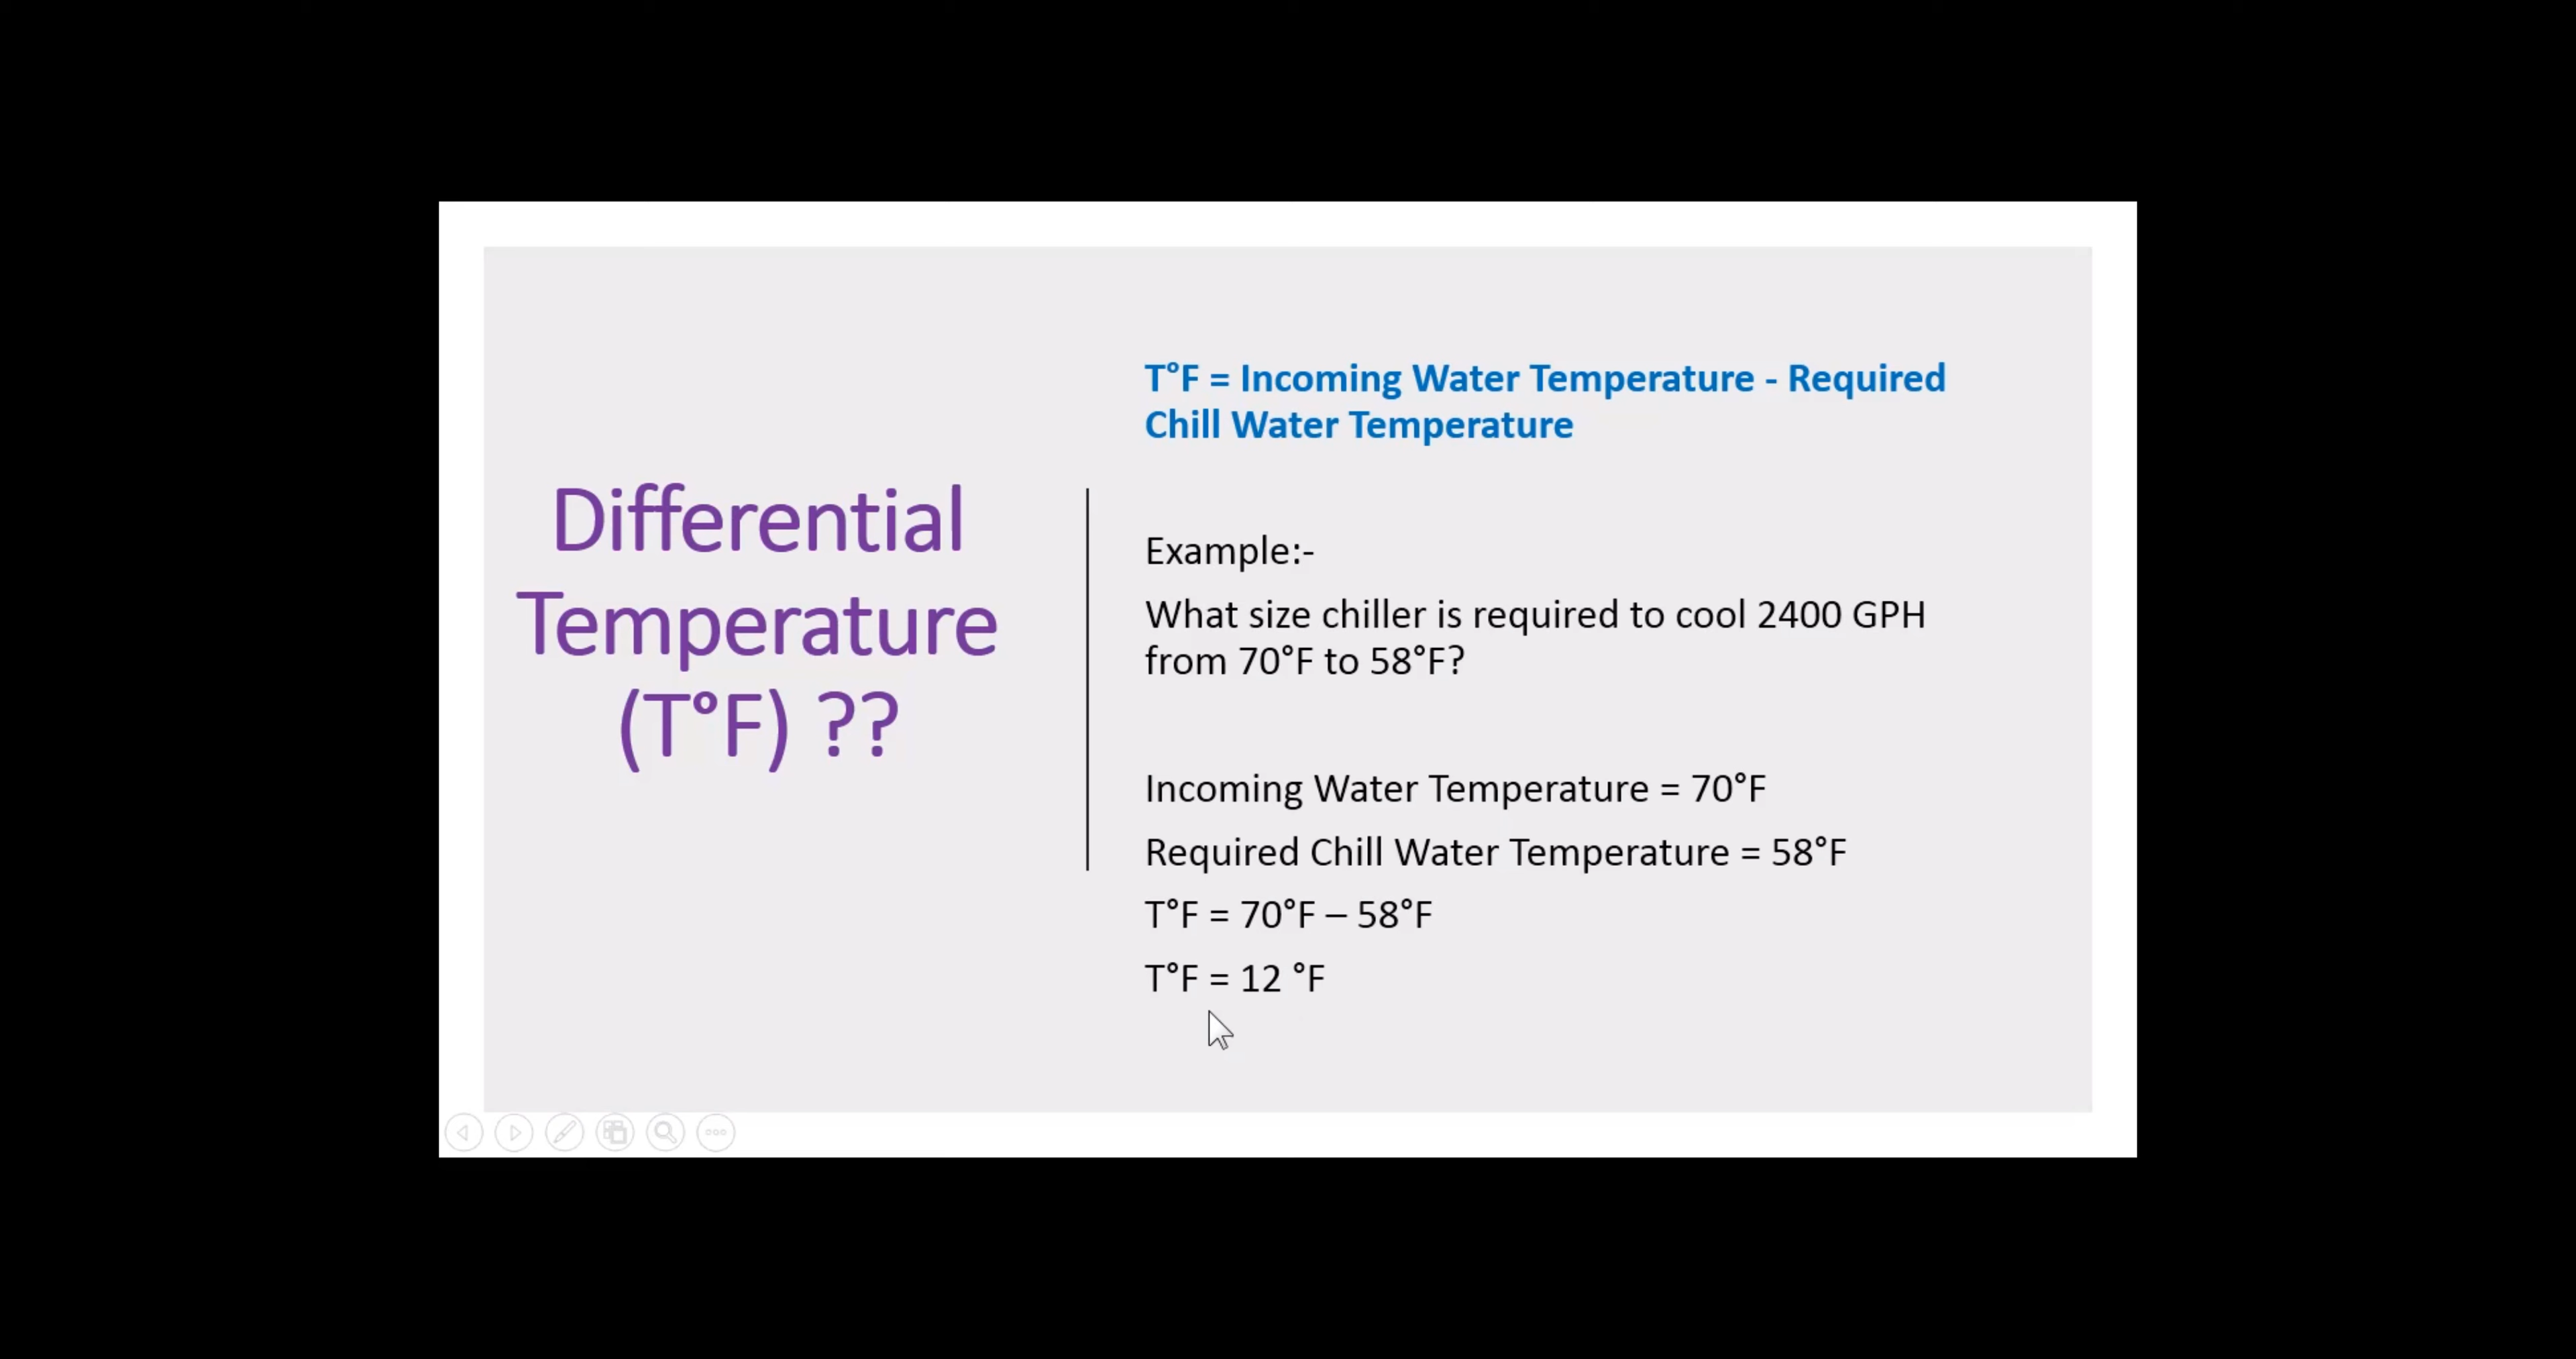 Differential
Temperature
(T°F) ??
T°F = Incoming Water Temperature - Required
Chill Water Temperature
Example:-
What size chiller is required to cool 2400 GPH
from 70°F to 58°F?
Incoming Water Temperature = 70°F
Required Chill Water Temperature = 58°F
T°F = 70°F – 58°F
T°F = 12 °F